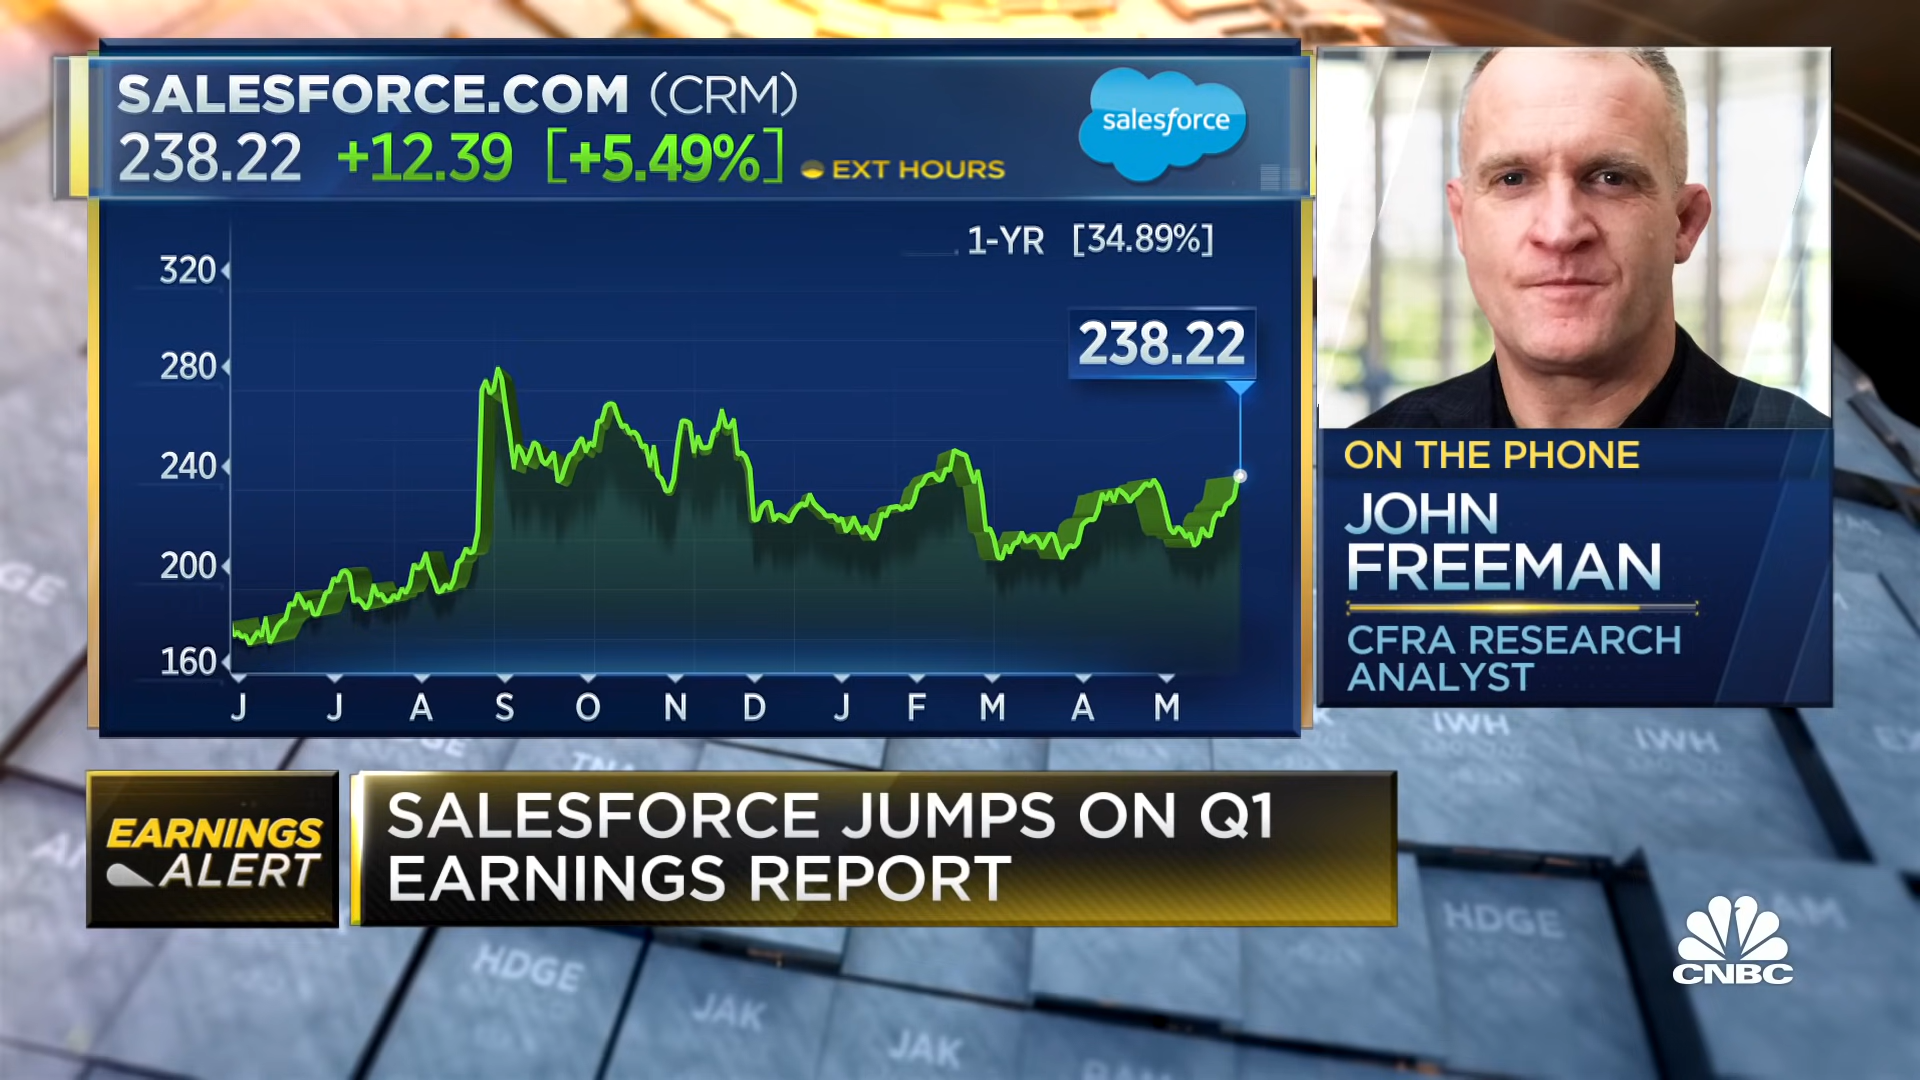 SALESFORCE.COM (CRM)
238.22 +12.39 [+5.49%] EXT HOURS
salesforce
1-YR [34.89%]
320
280
240
200
160
238.22
J J A S O N D J F M A M
ON THE PHONE
JOHN
FREEMAN
CFRA RESEARCH
ANALYST
EARNINGS
ALERT
SALESFORCE JUMPS ON Q1
EARNINGS REPORT
CNBC
IWH
IWH
HDGE
HDGE
JAK
JAK